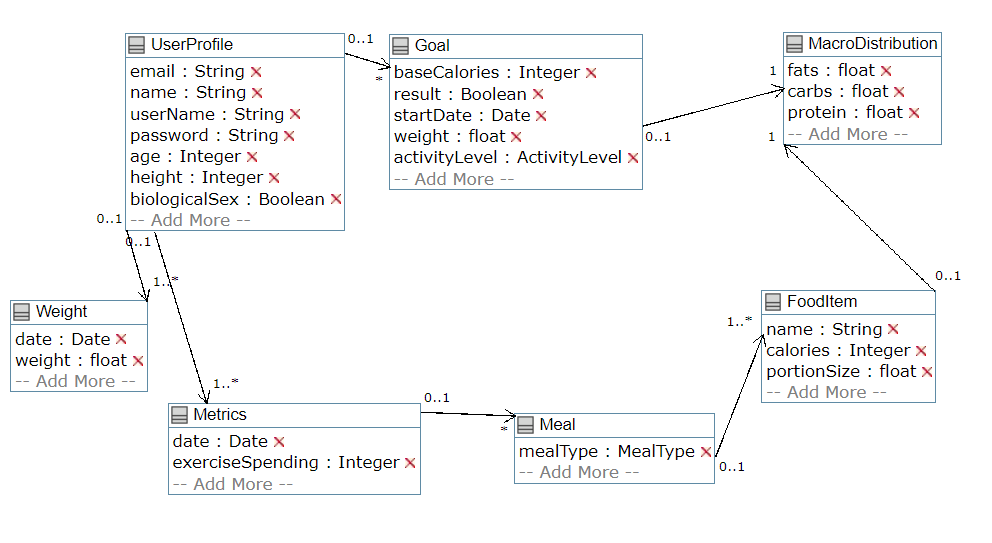 UserProfile
email : String
name : String
userName : String
password : String
age : Integer
height : Integer
biologicalSex : Boolean
-- Add More --
0..1
*
Goal
baseCalories : Integer
result : Boolean
startDate : Date
weight : float
activityLevel : ActivityLevel
-- Add More --
0..1
1
MacroDistribution
fats : float
carbs : float
protein : float
-- Add More --
1
0..1
0..1
0..1
1..*
Weight
date : Date
weight : float
-- Add More --
1..*
Metrics
date : Date
exerciseSpending : Integer
-- Add More --
0..1
*
Meal
mealType : MealType
-- Add More --
0..1
1..*
FoodItem
name : String
calories : Integer
portionSize : float
-- Add More --